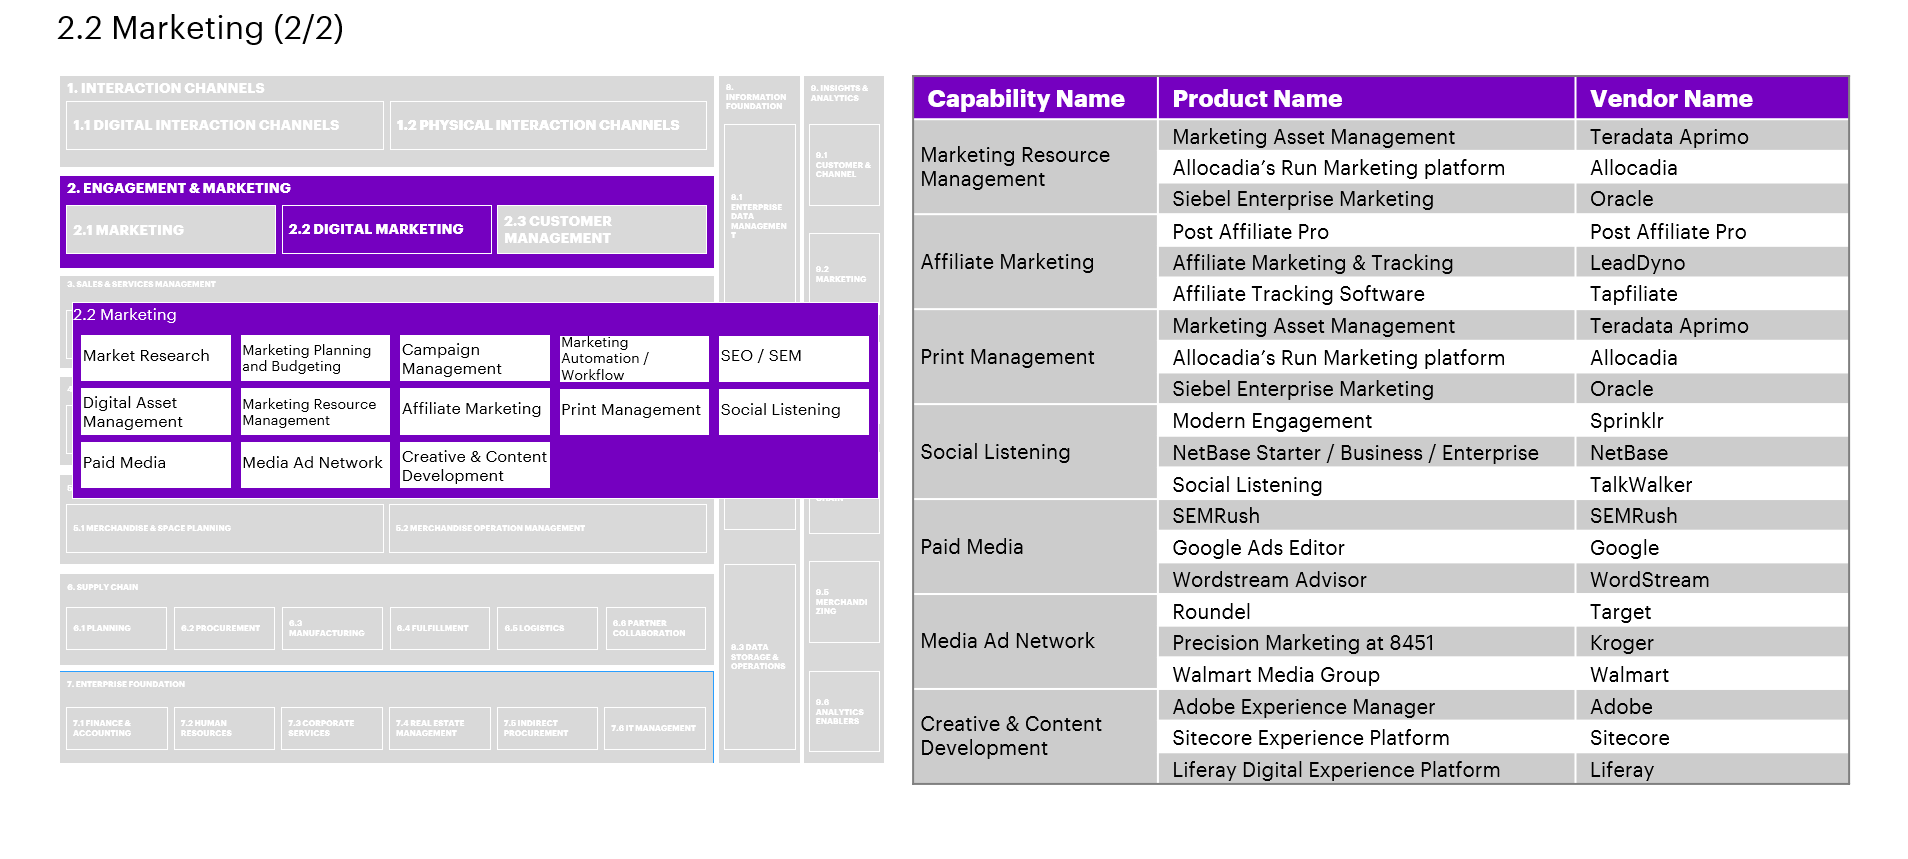 2.2 Marketing (2/2)
1. INTERACTION CHANNELS
1.1 DIGITAL INTERACTION CHANNELS
1.2 PHYSICAL INTERACTION CHANNELS
2. ENGAGEMENT & MARKETING
2.1 MARKETING
2.2 DIGITAL MARKETING
2.3 CUSTOMER
MANAGEMENT
3. SALES & SERVICES MANAGEMENT
2.2 Marketing
Market Research
Marketing Planning
and Budgeting
Campaign
Management
Marketing
Automation /
Workflow
SEO / SEM
Digital Asset
Management
Marketing Resource
Management
Affiliate Marketing
Print Management
Social Listening
Paid Media
Media Ad Network
Creative & Content
Development
5.1 MERCHANDISE & SPACE PLANNING
5.2 MERCHANDISE OPERATION MANAGEMENT
6. SUPPLY CHAIN
6.1 PLANNING
6.2 PROCUREMENT
6.3
MANUFACTURING
6.4 FULFILLMENT
6.5 LOGISTICS
6.6 PARTNER
COLLABORATION
7. ENTERPRISE FOUNDATION
7.1 FINANCE &
ACCOUNTING
7.2 HUMAN
RESOURCES
7.3 CORPORATE
SERVICES
7.4 REAL ESTATE
MANAGEMENT
7.5 INDIRECT
PROCUREMENT
7.6 IT MANAGEMENT
8.
INFORMATION
FOUNDATION
8.1
ENTERPRISE
DATA
MANAGEMEN
T
8.3 DATA
STORAGE &
OPERATIONS
9. INSIGHTS &
ANALYTICS
9.1
CUSTOMER &
CHANNEL
9.2
MARKETING
9.5
MERCHANDI
ZING
9.6
ANALYTICS
ENABLERS
Capability Name Product Name Vendor Name
Marketing Resource
Management
Marketing Asset Management Teradata Aprimo
Allocadia’s Run Marketing platform Allocadia
Siebel Enterprise Marketing Oracle
Affiliate Marketing
Post Affiliate Pro Post Affiliate Pro
Affiliate Marketing & Tracking LeadDyno
Affiliate Tracking Software Tapfiliate
Print Management
Marketing Asset Management Teradata Aprimo
Allocadia’s Run Marketing platform Allocadia
Siebel Enterprise Marketing Oracle
Social Listening
Modern Engagement Sprinklr
NetBase Starter / Business / Enterprise NetBase
Social Listening TalkWalker
Paid Media
SEMRush SEMRush
Google Ads Editor Google
Wordstream Advisor WordStream
Media Ad Network
Roundel Target
Precision Marketing at 8451 Kroger
Walmart Media Group Walmart
Creative & Content
Development
Adobe Experience Manager Adobe
Sitecore Experience Platform Sitecore
Liferay Digital Experience Platform Liferay